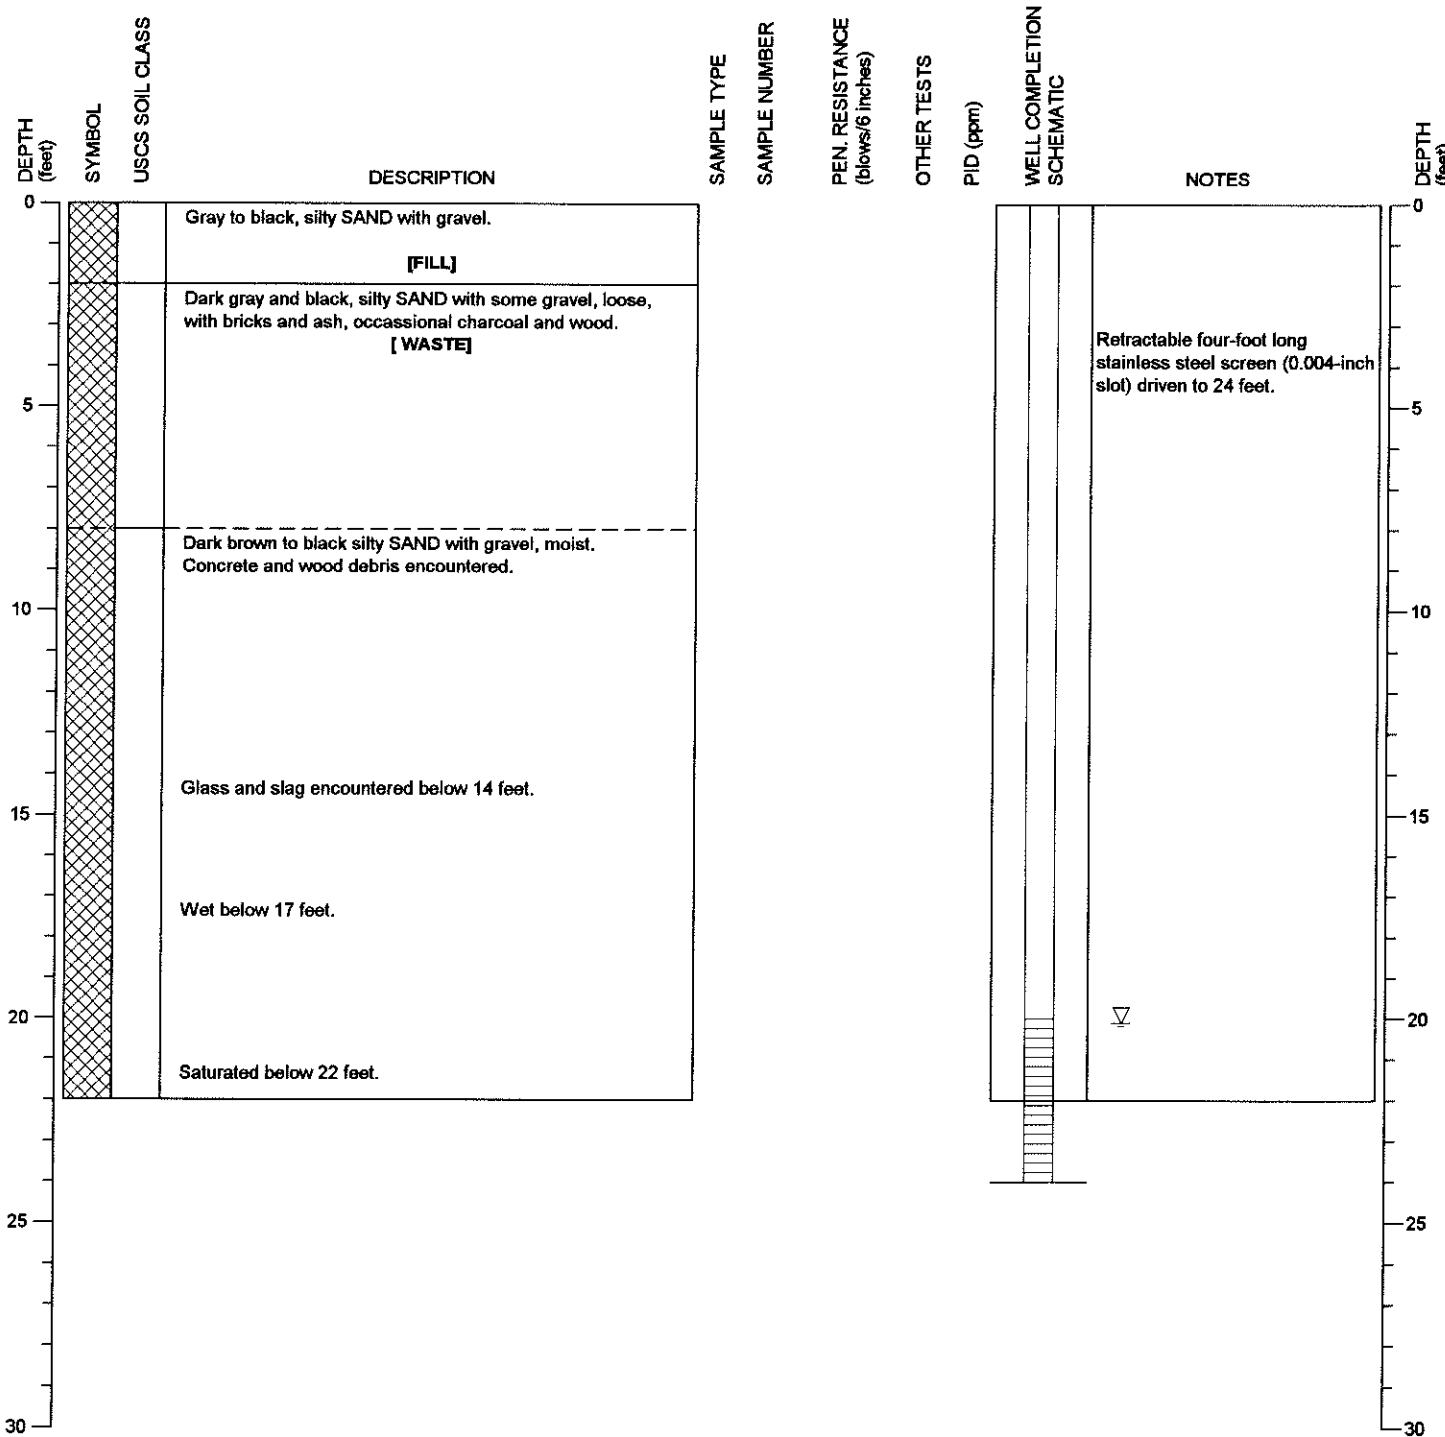 DEPTH
(feet)
SYMBOL
USCS SOIL CLASS
DESCRIPTION
SAMPLE TYPE
SAMPLE NUMBER
PEN. RESISTANCE
(blows/6 inches)
OTHER TESTS
PID (ppm)
WELL COMPLETION
SCHEMATIC
NOTES
DEPTH
(feet)
0
Gray to black, silty SAND with gravel.
0
[FILL]
Dark gray and black, silty SAND with some gravel, loose,
with bricks and ash, occassional charcoal and wood.
[ WASTE]
Retractable four-foot long
stainless steel screen (0.004-inch
slot) driven to 24 feet.
5
5
Dark brown to black silty SAND with gravel, moist.
Concrete and wood debris encountered.
10
10
Glass and slag encountered below 14 feet.
15
15
Wet below 17 feet.
20
20
Saturated below 22 feet.
25
25
30
30